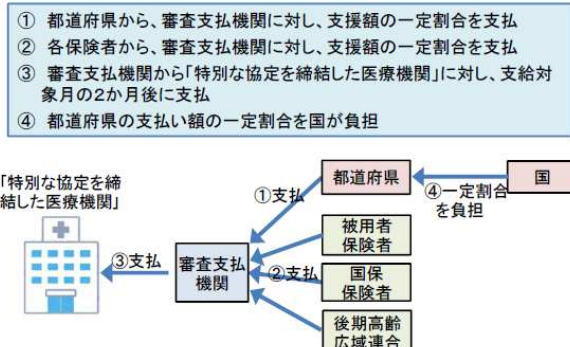 ① 都道府県から、審査支払機関に対し、支援額の一定割合を支払
② 各保険者から、審査支払機関に対し、支援額の一定割合を支払
③ 審査支払機関から「特別な協定を締結した医療機関」に対し、支給対
象月の2か月後に支払
④ 都道府県の支払い額の一定割合を国が負担
「特別な協定を締
結した医療機関」
③支払
審査支払
機関
①支払
②支払
都道府県
④一定割合
を負担
国
被用者
保険者
国保
保険者
後期高齢
広域連合